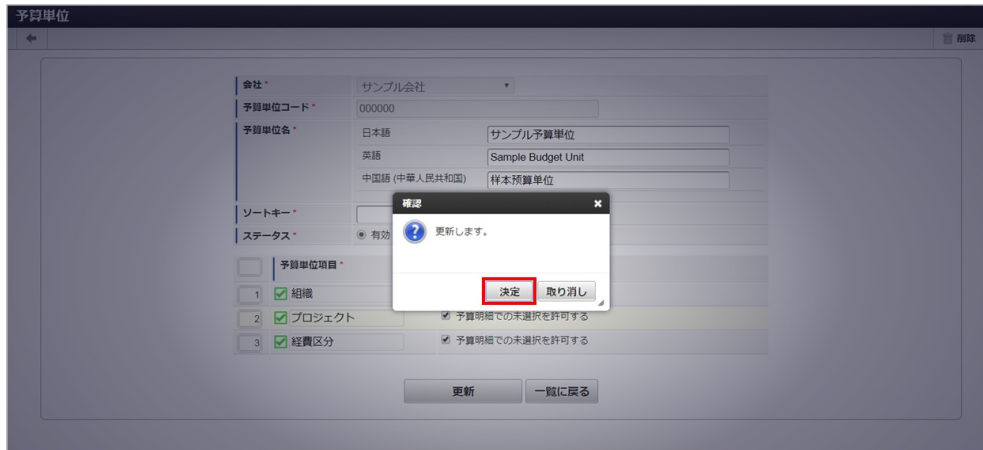 予算単位
削除
会社*
サンプル会社
予算単位コード*
000000
予算単位名*
日本語
サンプル予算単位
英語
Sample Budget Unit
中国語 (中華人民共和国)
样本预算单位
確認
ソートキー*
更新します。
ステータス*
有効
予算単位項目*
決定
取り消し
1
組織
2
プロジェクト
予算明細での未選択を許可する
3
経費区分
予算明細での未選択を許可する
更新
一覧に戻る